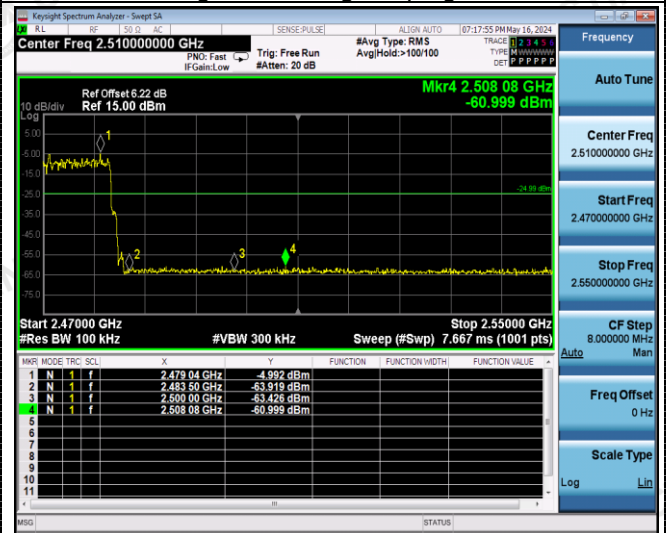 Keysight Spectrum Analyzer - Swept SA
RL RF 50 Ω AC SENSE:PULSE ALIGN AUTO 07:17:55 PM May 16, 2024
Center Freq 2.510000000 GHz
PNO: Fast
IFGain:Low
Trig: Free Run
#Atten: 20 dB
#Avg Type: RMS
Avg|Hold:>100/100
TRACE 1 2 3 4 5 6
TYPE M W W W W W
DET P P P P P P
Ref Offset 6.22 dB
10 dB/div Ref 15.00 dBm
Log
Mkr4 2.508 08 GHz
-60.999 dBm
5.00
-5.00
-15.0
-25.0
-35.0
-45.0
-55.0
-65.0
-75.0
1
2
3
4
-24.99 dBm
Start 2.47000 GHz Stop 2.55000 GHz
#Res BW 100 kHz #VBW 300 kHz Sweep (#Swp) 7.667 ms (1001 pts)
MKR MODE TRC SCL X Y FUNCTION FUNCTION WIDTH FUNCTION VALUE
1 N 1 f 2.479 04 GHz -4.992 dBm
2 N 1 f 2.483 50 GHz -63.919 dBm
3 N 1 f 2.500 00 GHz -63.426 dBm
4 N 1 f 2.508 08 GHz -60.999 dBm
5
6
7
8
9
10
11
MSG STATUS
Frequency
Auto Tune
Center Freq
2.510000000 GHz
Start Freq
2.470000000 GHz
Stop Freq
2.550000000 GHz
CF Step
8.000000 MHz
Auto Man
Freq Offset
0 Hz
Scale Type
Log Lin